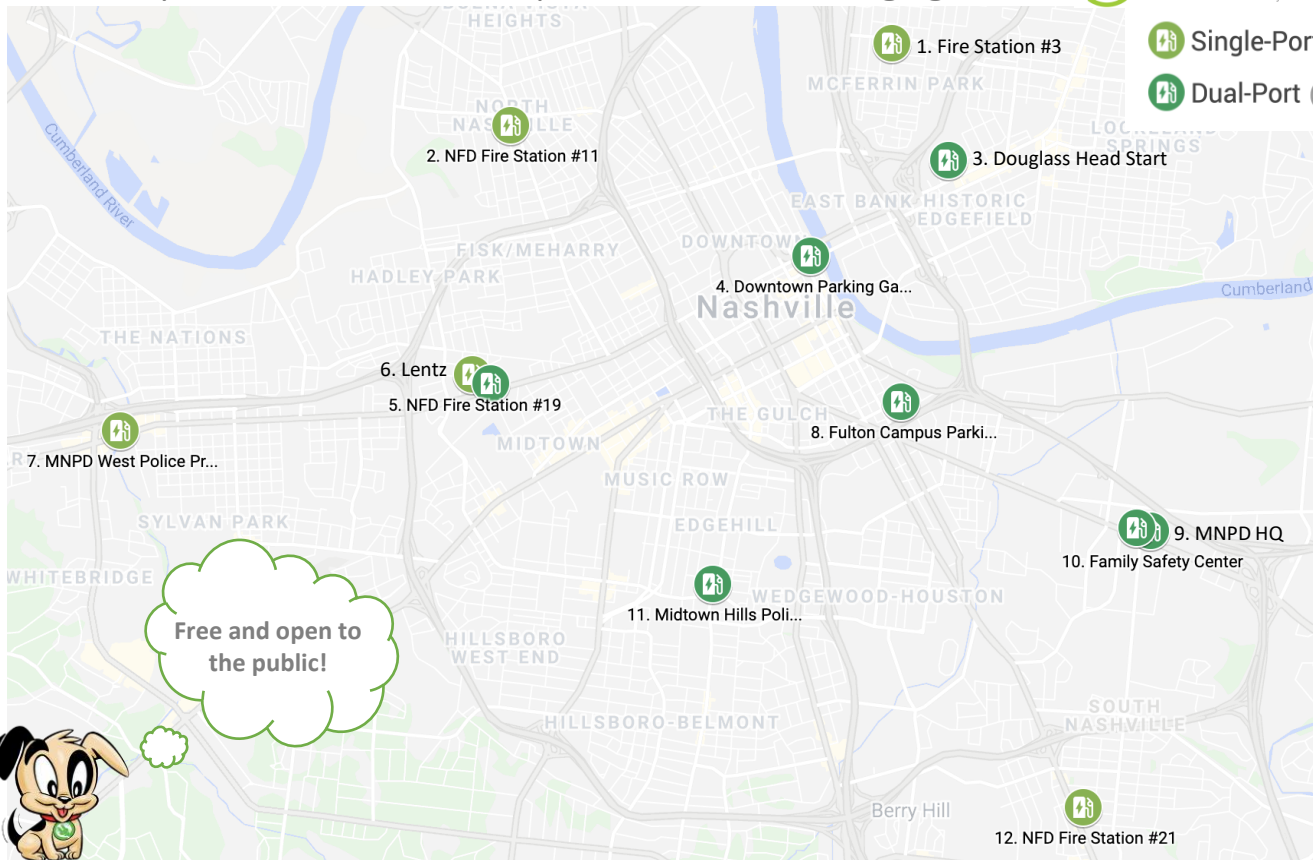 HEIGHTS
1. Fire Station #3
Single-Port
Dual-Port
MCFERRIN PARK
NORTH
NASHVILLE
2. NFD Fire Station #11
SPRINGS
3. Douglass Head Start
Cumberland River
EAST BANK
HISTORIC
EDGEFIELD
FISK/MEHARRY
DOWNTOWN
HADLEY PARK
4. Downtown Parking Ga...
Cumberland
Nashville
THE NATIONS
6. Lentz
5. NFD Fire Station #19
THE GULCH
8. Fulton Campus Parki...
MIDTOWN
7. MNPD West Police Pr...
MUSIC ROW
SYLVAN PARK
EDGEHILL
9. MNPD HQ
10. Family Safety Center
WHITEBRIDGE
WEDGEWOOD-HOUSTON
11. Midtown Hills Poli...
Free and open to
the public!
HILLSBORO
WEST END
SOUTH
NASHVILLE
HILLSBORO-BELMONT
Berry Hill
12. NFD Fire Station #21